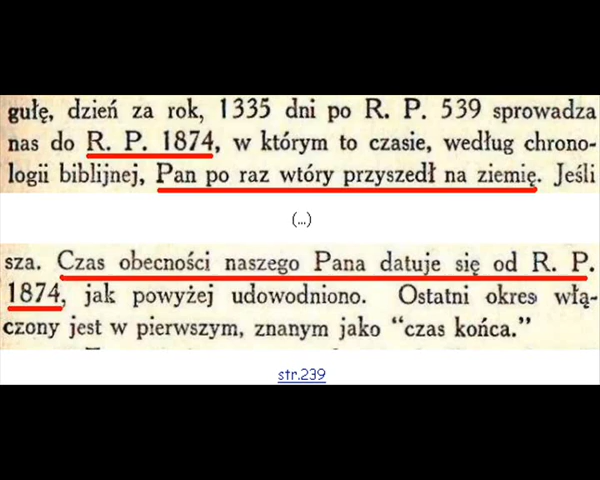 gułę, dzień za rok, 1335 dni po R. P. 539 sprowadza
nas do R. P. 1874, w którym to czasie, według chrono-
logii biblijnej, Pan po raz wtóry przyszedł na ziemię. Jeśli
(...)
sza. Czas obecności naszego Pana datuje się od R. P.
1874, jak powyżej udowodniono. Ostatni okres włą-
czony jest w pierwszym, znanym jako “czas końca.”
str.239